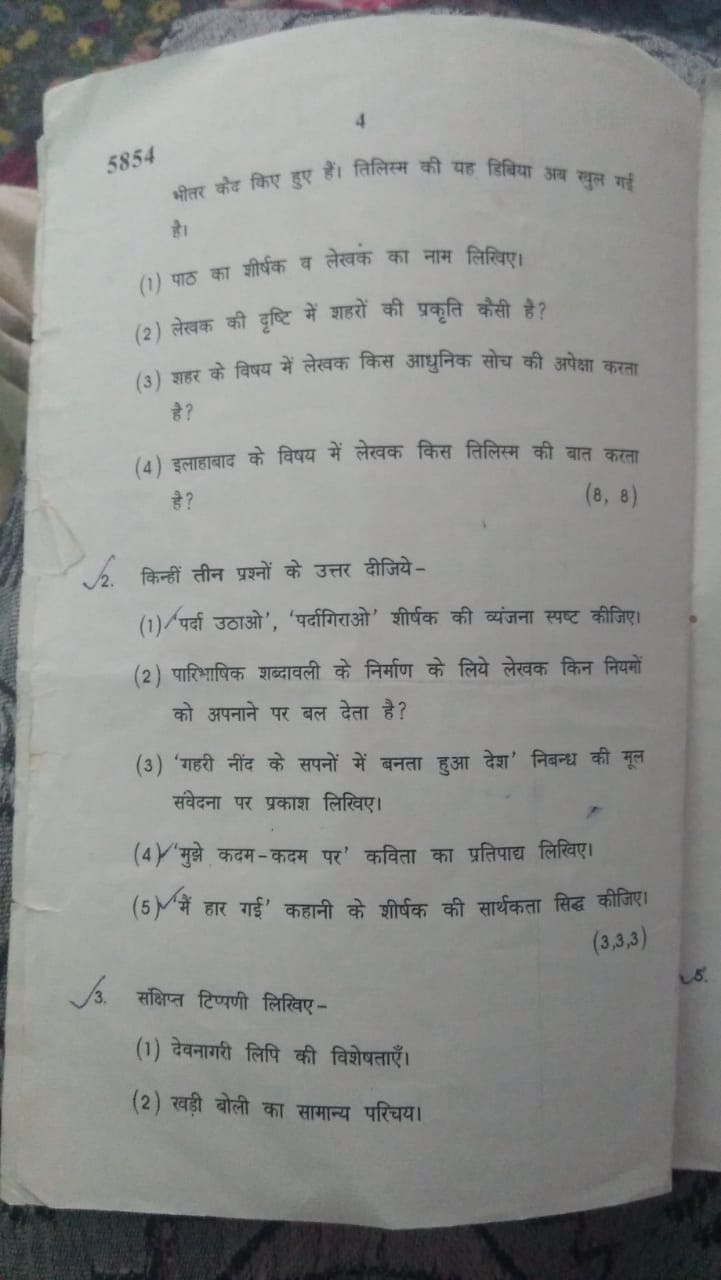 4
5854
भीतर कैद किए हुए हैं। तिलिस्म की यह डिबिया अब खुल गई
है।
(1) पाठ का शीर्षक व लेखक का नाम लिखिए।
(2) लेखक की दृष्टि में शहरों की प्रकृति कैसी है?
(3) शहर के विषय में लेखक किस आधुनिक सोच की अपेक्षा करता
है?
(4) इलाहाबाद के विषय में लेखक किस तिलिस्म की बात करता
है? (8, 8)
2. किन्हीं तीन प्रश्नों के उत्तर दीजिये–
(1) 'पर्दा उठाओ', 'पर्दागिराओ' शीर्षक की व्यंजना स्पष्ट कीजिए।
(2) पारिभाषिक शब्दावली के निर्माण के लिये लेखक किन नियमों
को अपनाने पर बल देता है?
(3) 'गहरी नींद के सपनों में बनता हुआ देश' निबन्ध की मूल
संवेदना पर प्रकाश लिखिए।
(4) 'मुझे कदम-कदम पर' कविता का प्रतिपाद्य लिखिए।
(5) 'मैं हार गई' कहानी के शीर्षक की सार्थकता सिद्ध कीजिए।
(3,3,3)
3. संक्षिप्त टिप्पणी लिखिए–
(1) देवनागरी लिपि की विशेषताएँ।
(2) खड़ी बोली का सामान्य परिचय।
5.